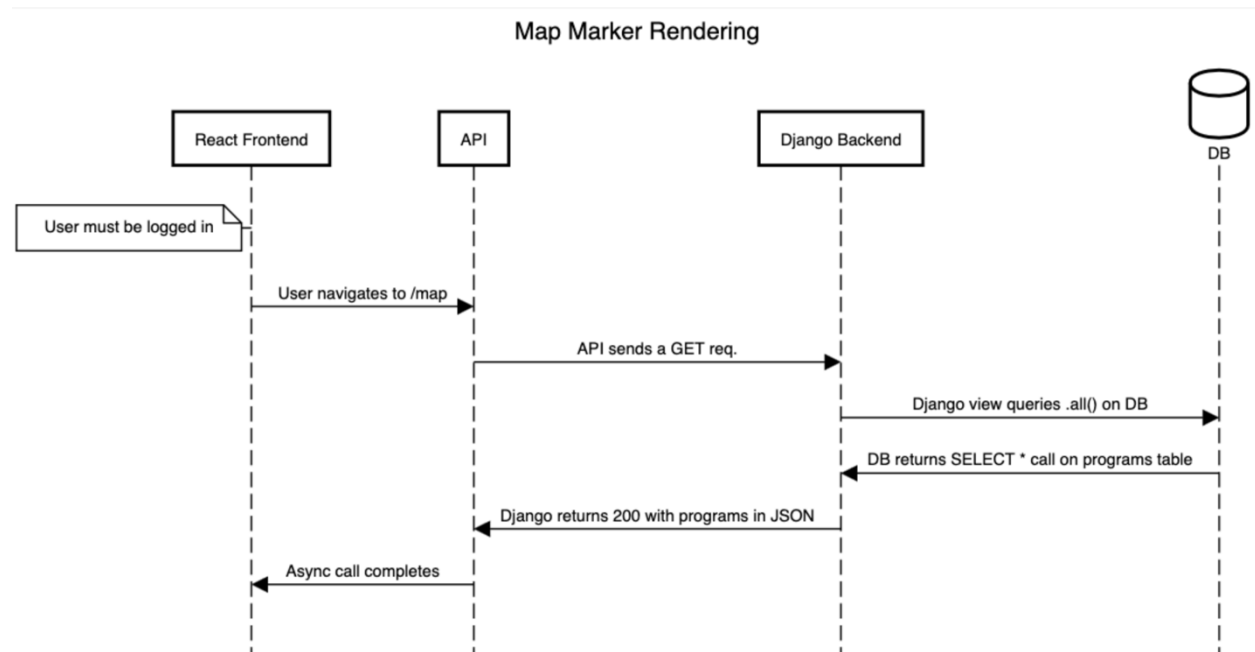 Map Marker Rendering
React Frontend
API
Django Backend
DB
User must be logged in
User navigates to /map
API sends a GET req.
Django view queries .all() on DB
DB returns SELECT * call on programs table
Django returns 200 with programs in JSON
Async call completes